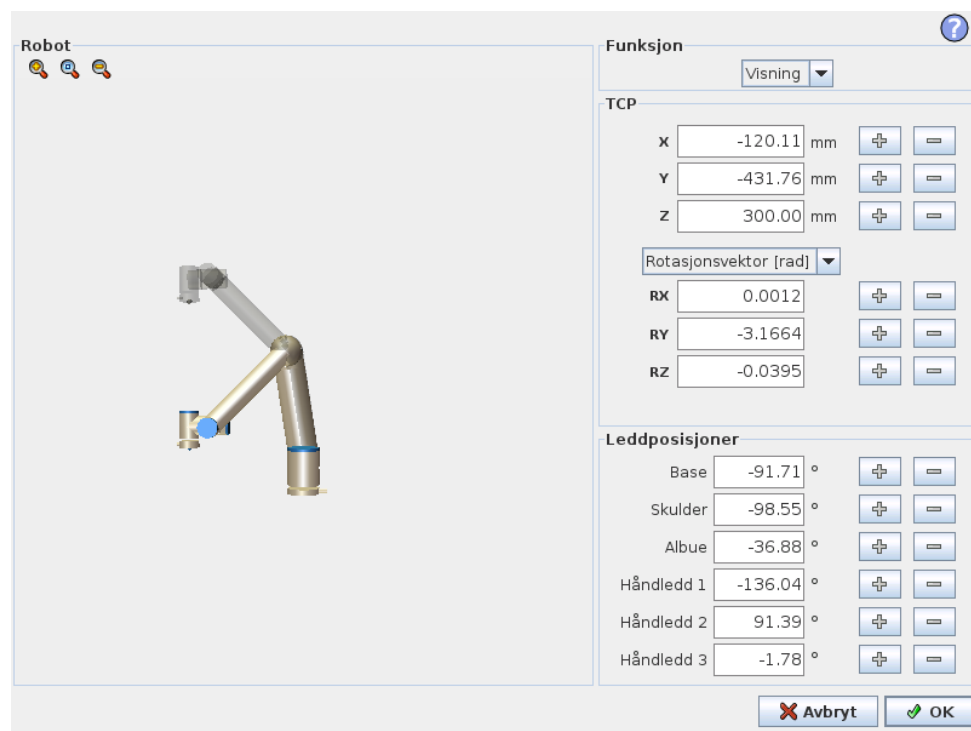 ?
Robot
Funksjon
Visning
TCP
X -120.11 mm
Y -431.76 mm
Z 300.00 mm
Rotasjonsvektor [rad]
RX 0.0012
RY -3.1664
RZ -0.0395
Leddposisjoner
Base -91.71 °
Skulder -98.55 °
Albue -36.88 °
Håndledd 1 -136.04 °
Håndledd 2 91.39 °
Håndledd 3 -1.78 °
Avbryt OK